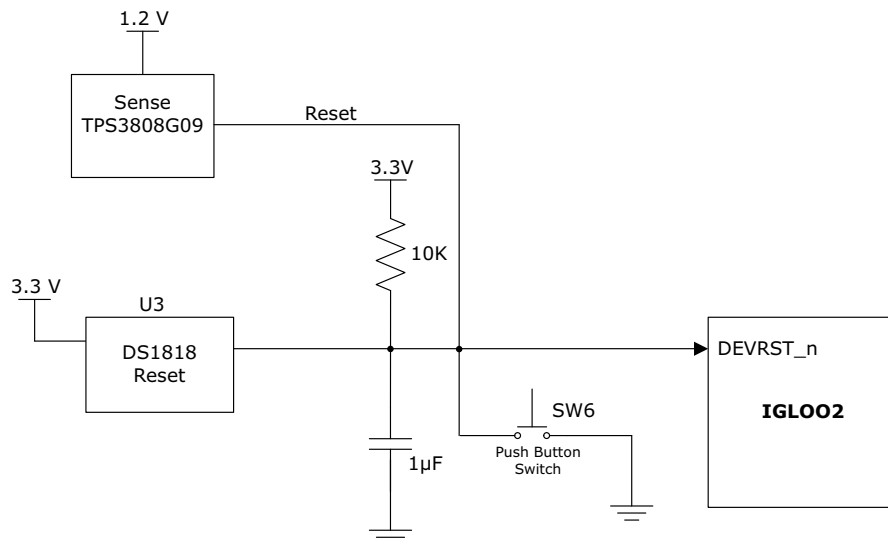 1.2 V
Sense
TPS3808G09
Reset
3.3V
10K
3.3 V
U3
DS1818
Reset
DEVRST_n
IGLOO2
SW6
Push Button
Switch
1µF